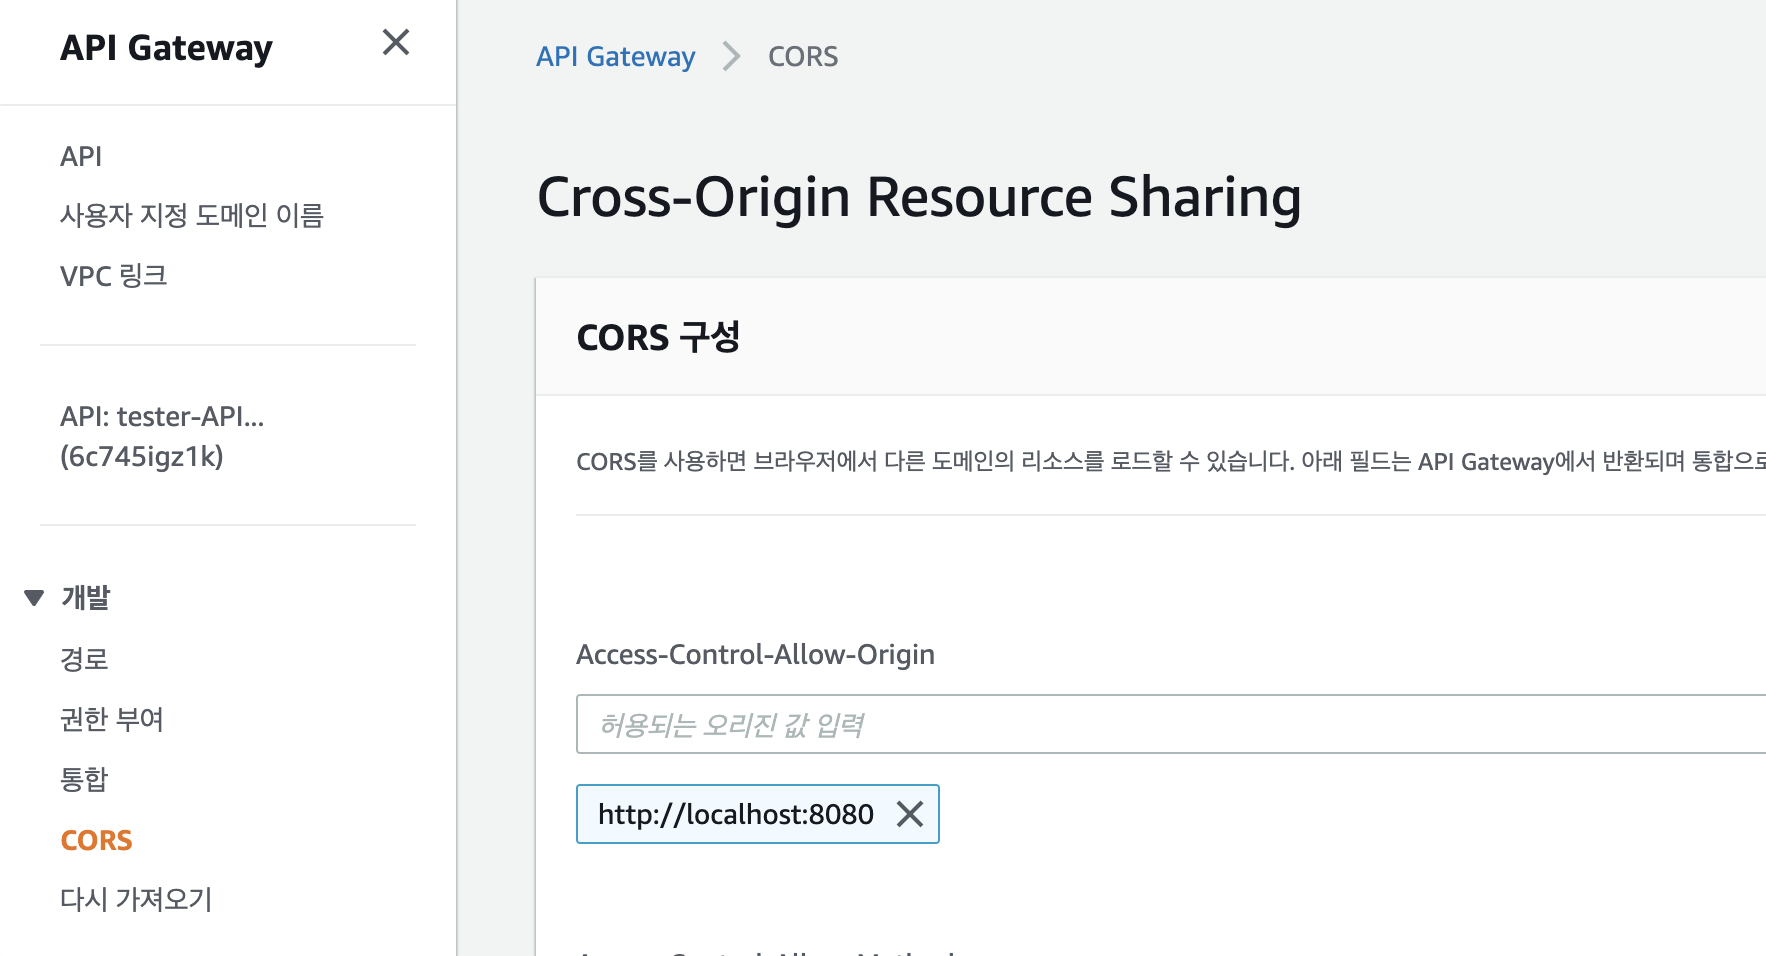 API Gateway
API
사용자 지정 도메인 이름
VPC 링크
API: tester-API...
(6c745igz1k)
개발
경로
권한 부여
통합
CORS
다시 가져오기
API Gateway > CORS
Cross-Origin Resource Sharing
CORS 구성
CORS를 사용하면 브라우저에서 다른 도메인의 리소스를 로드할 수 있습니다. 아래 필드는 API Gateway에서 반환되며 통합으로
Access-Control-Allow-Origin
허용되는 오리진 값 입력
http://localhost:8080